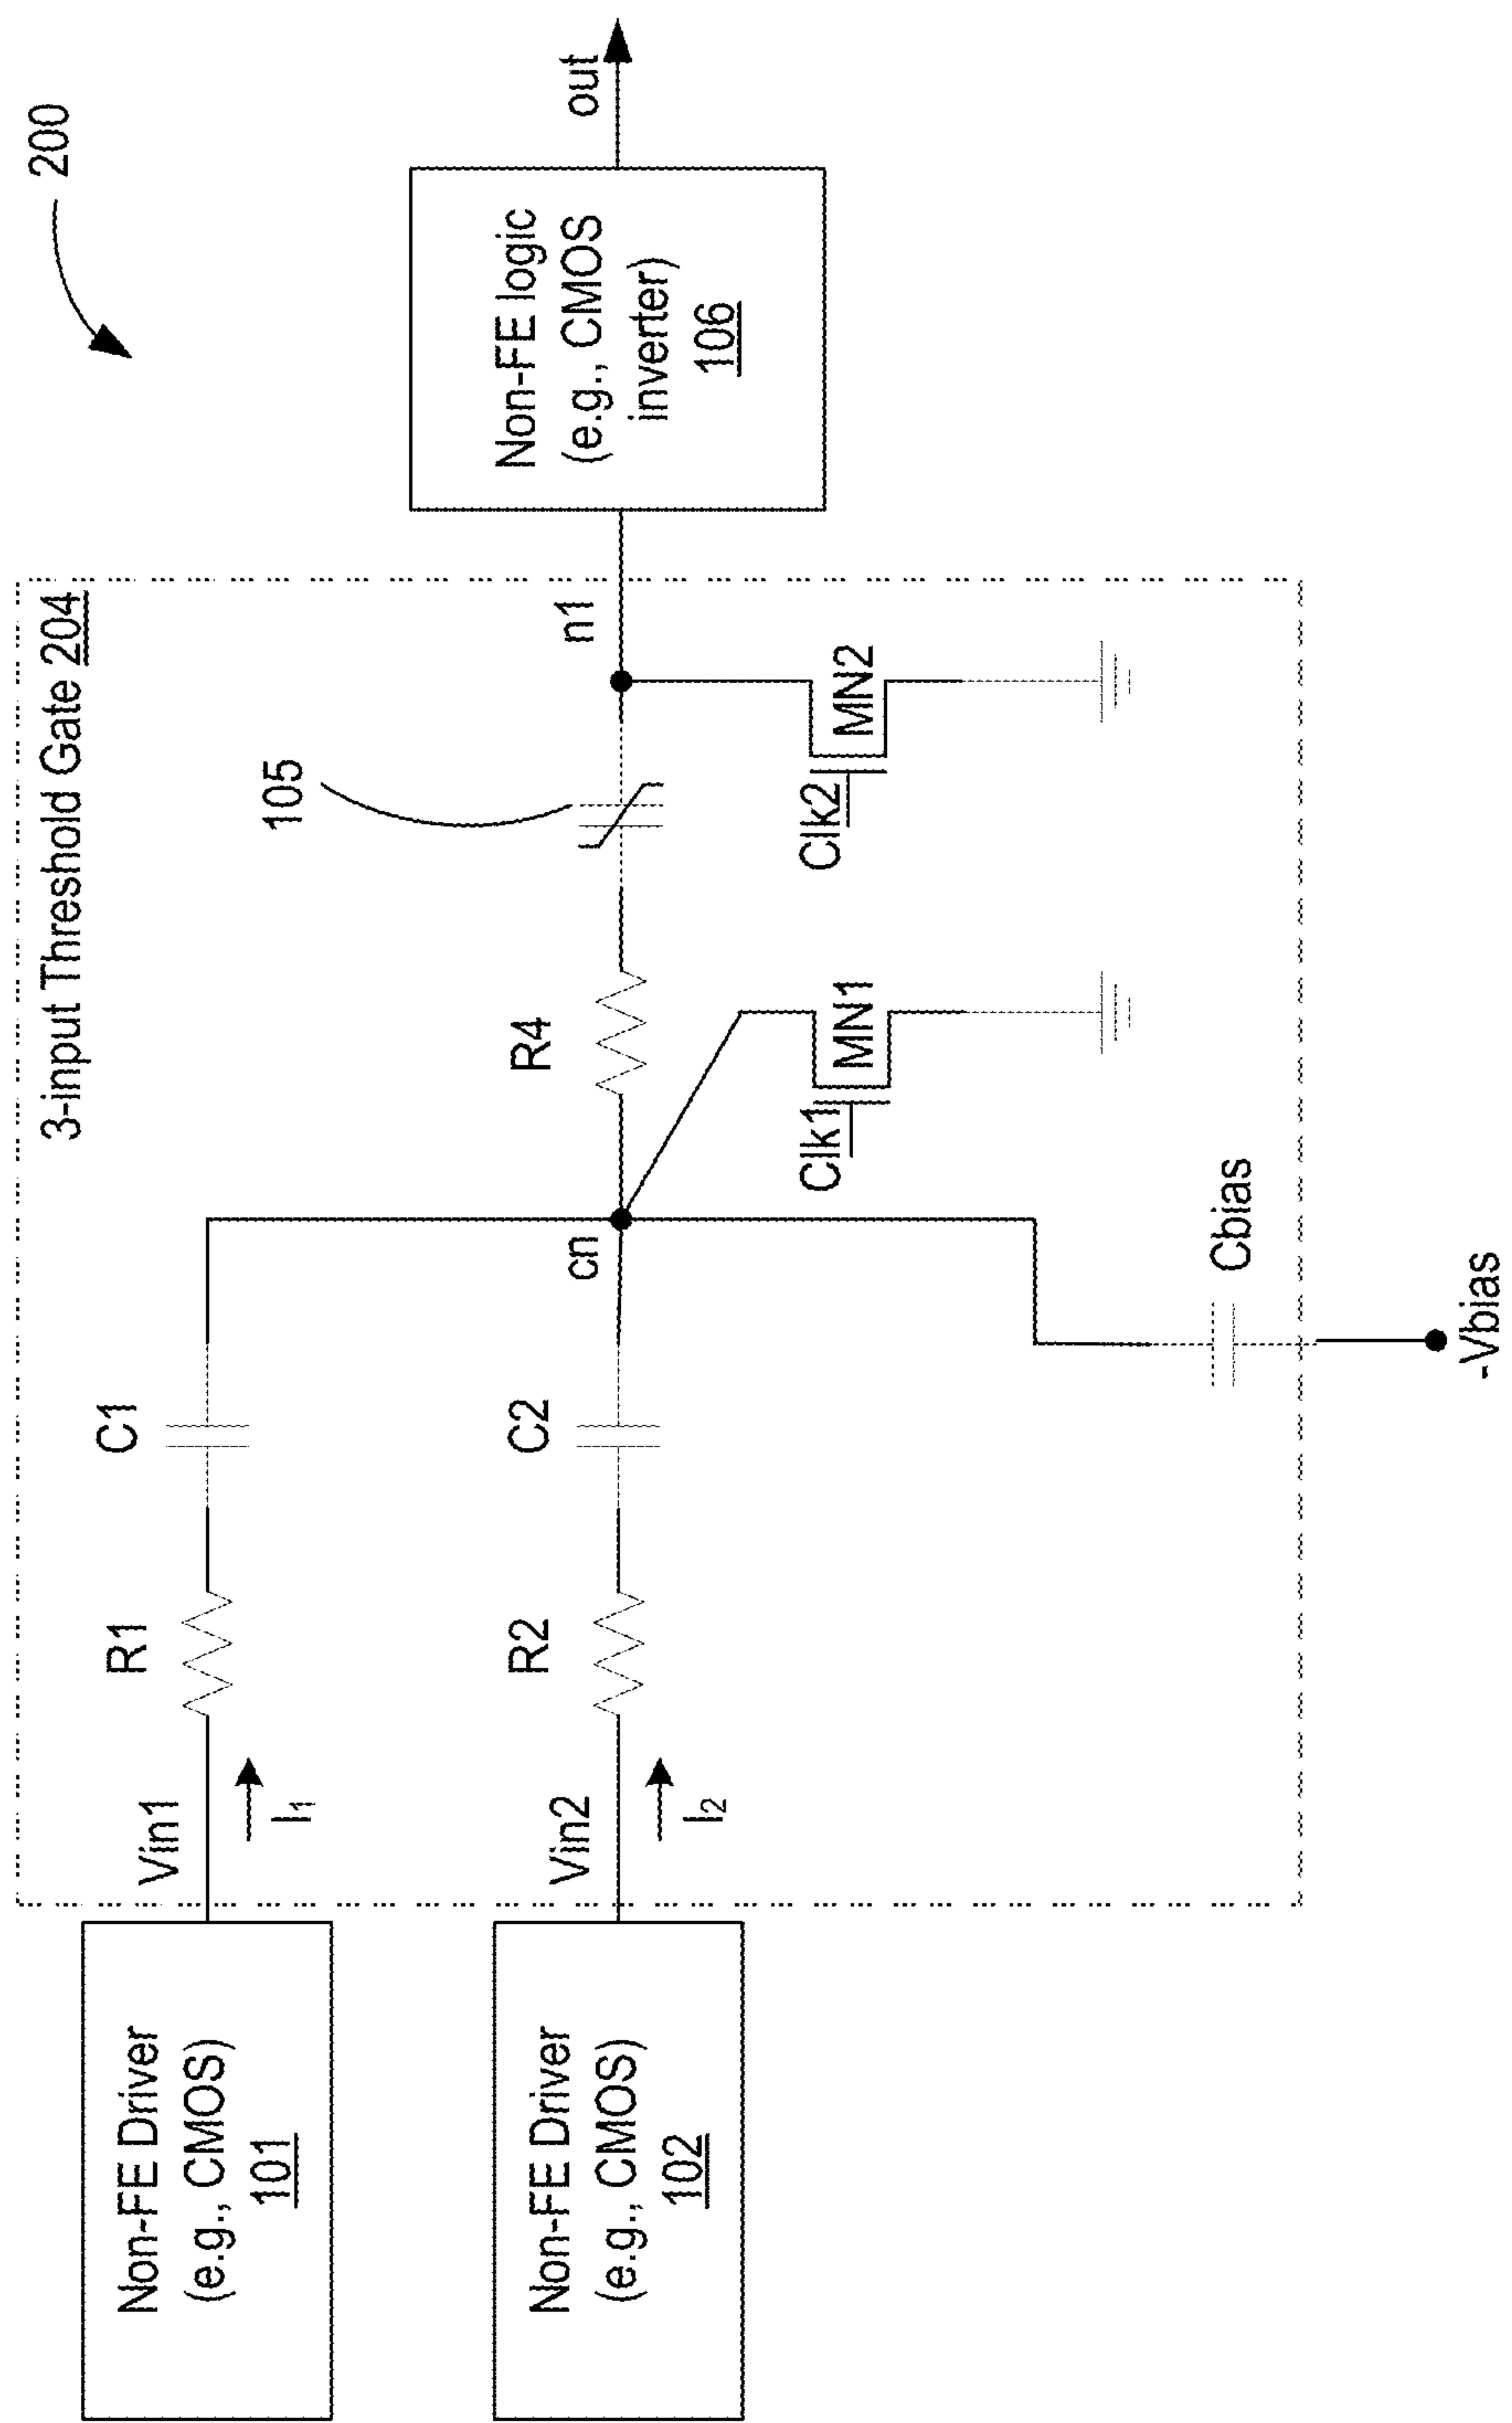 200
3-input Threshold Gate 204
Non-FE Driver
(e.g., CMOS)
101
Vin1
I1
R1
C1
Non-FE Driver
(e.g., CMOS)
102
Vin2
I2
R2
C2
cn
R4
105
n1
Non-FE logic
(e.g., CMOS
inverter)
106
out
Clk1
MN1
Clk2
MN2
Cbias
-Vbias